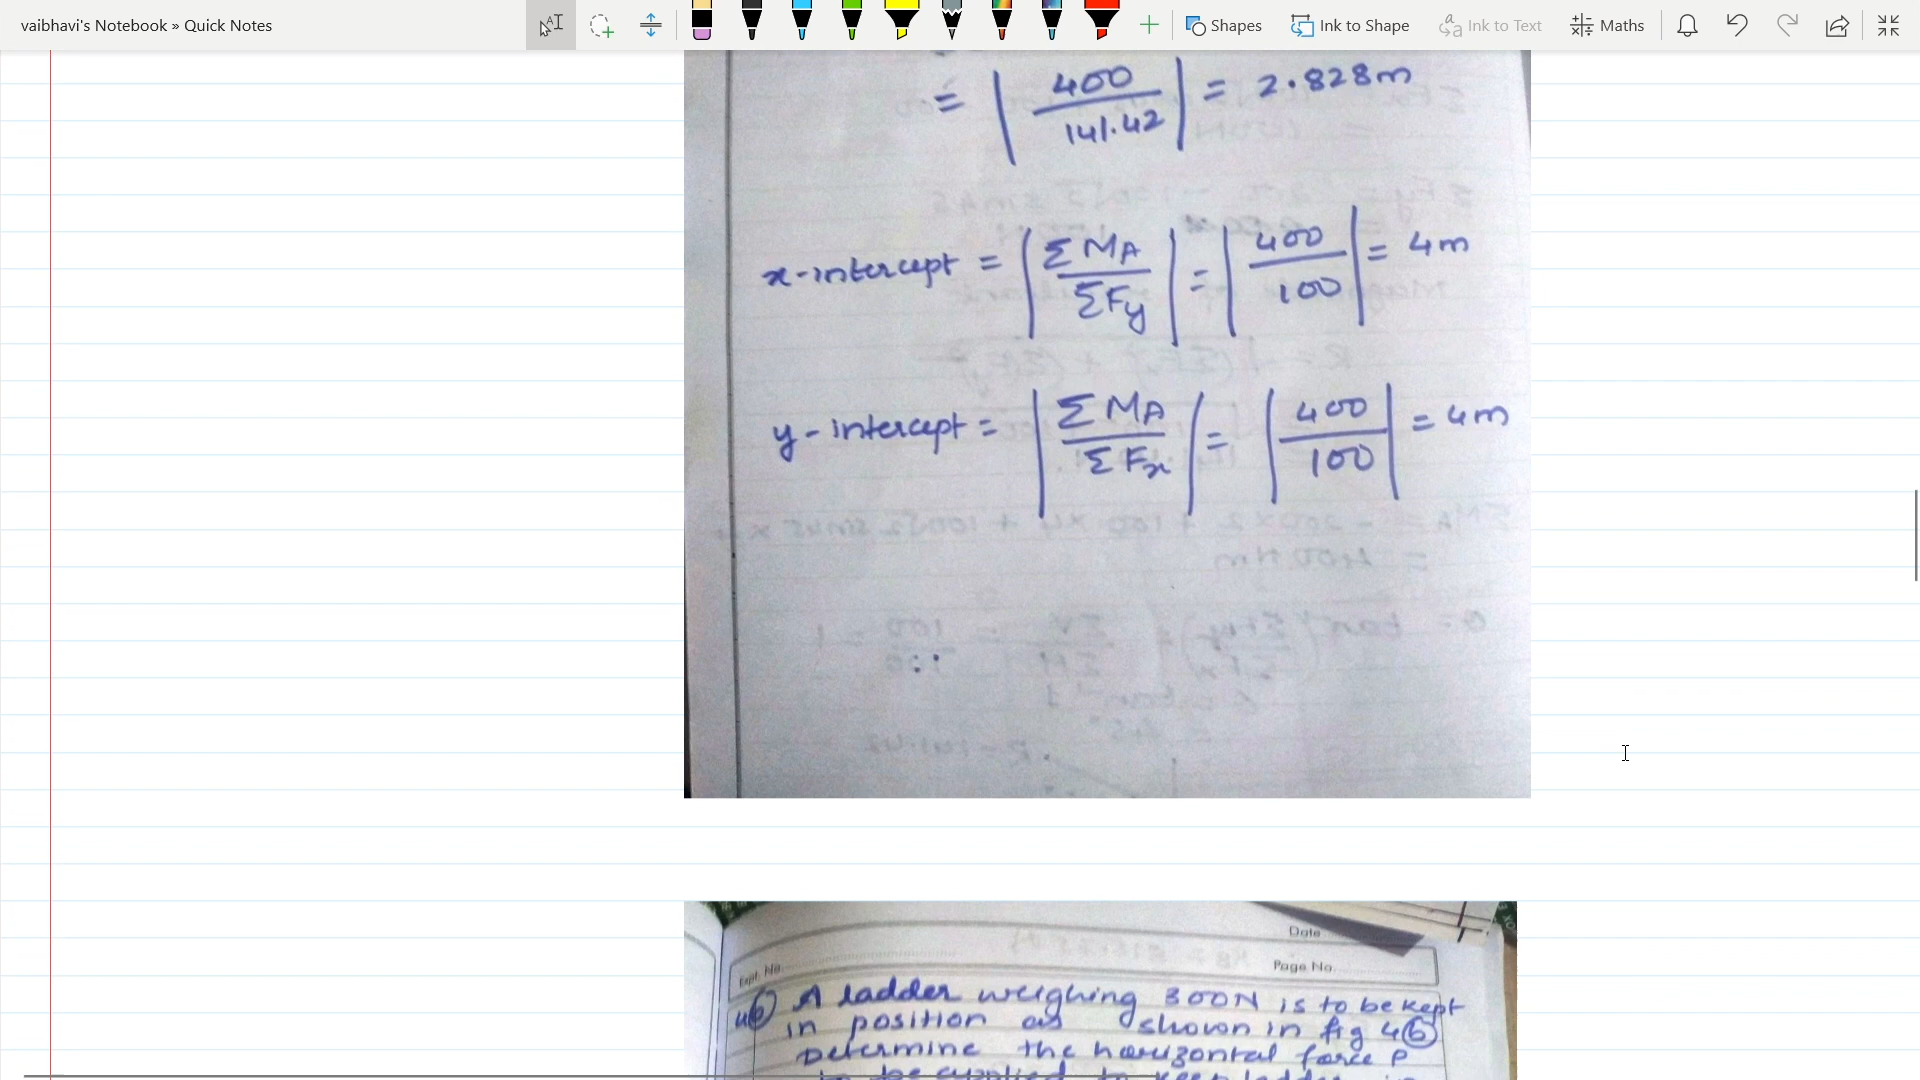 vaibhavi's Notebook » Quick Notes
Shapes Ink to Shape Ink to Text Maths
= | 400 / 141.42 | = 2.828m
x-intercept = | ΣMA / ΣFy | = | 400 / 100 | = 4m
y-intercept = | ΣMA / ΣFx | = | 400 / 100 | = 4m
Date
Expt. No.
Page No.
A ladder weighing 300N is to be kept
in position as shown in fig 4(b)
Determine the horizontal force P